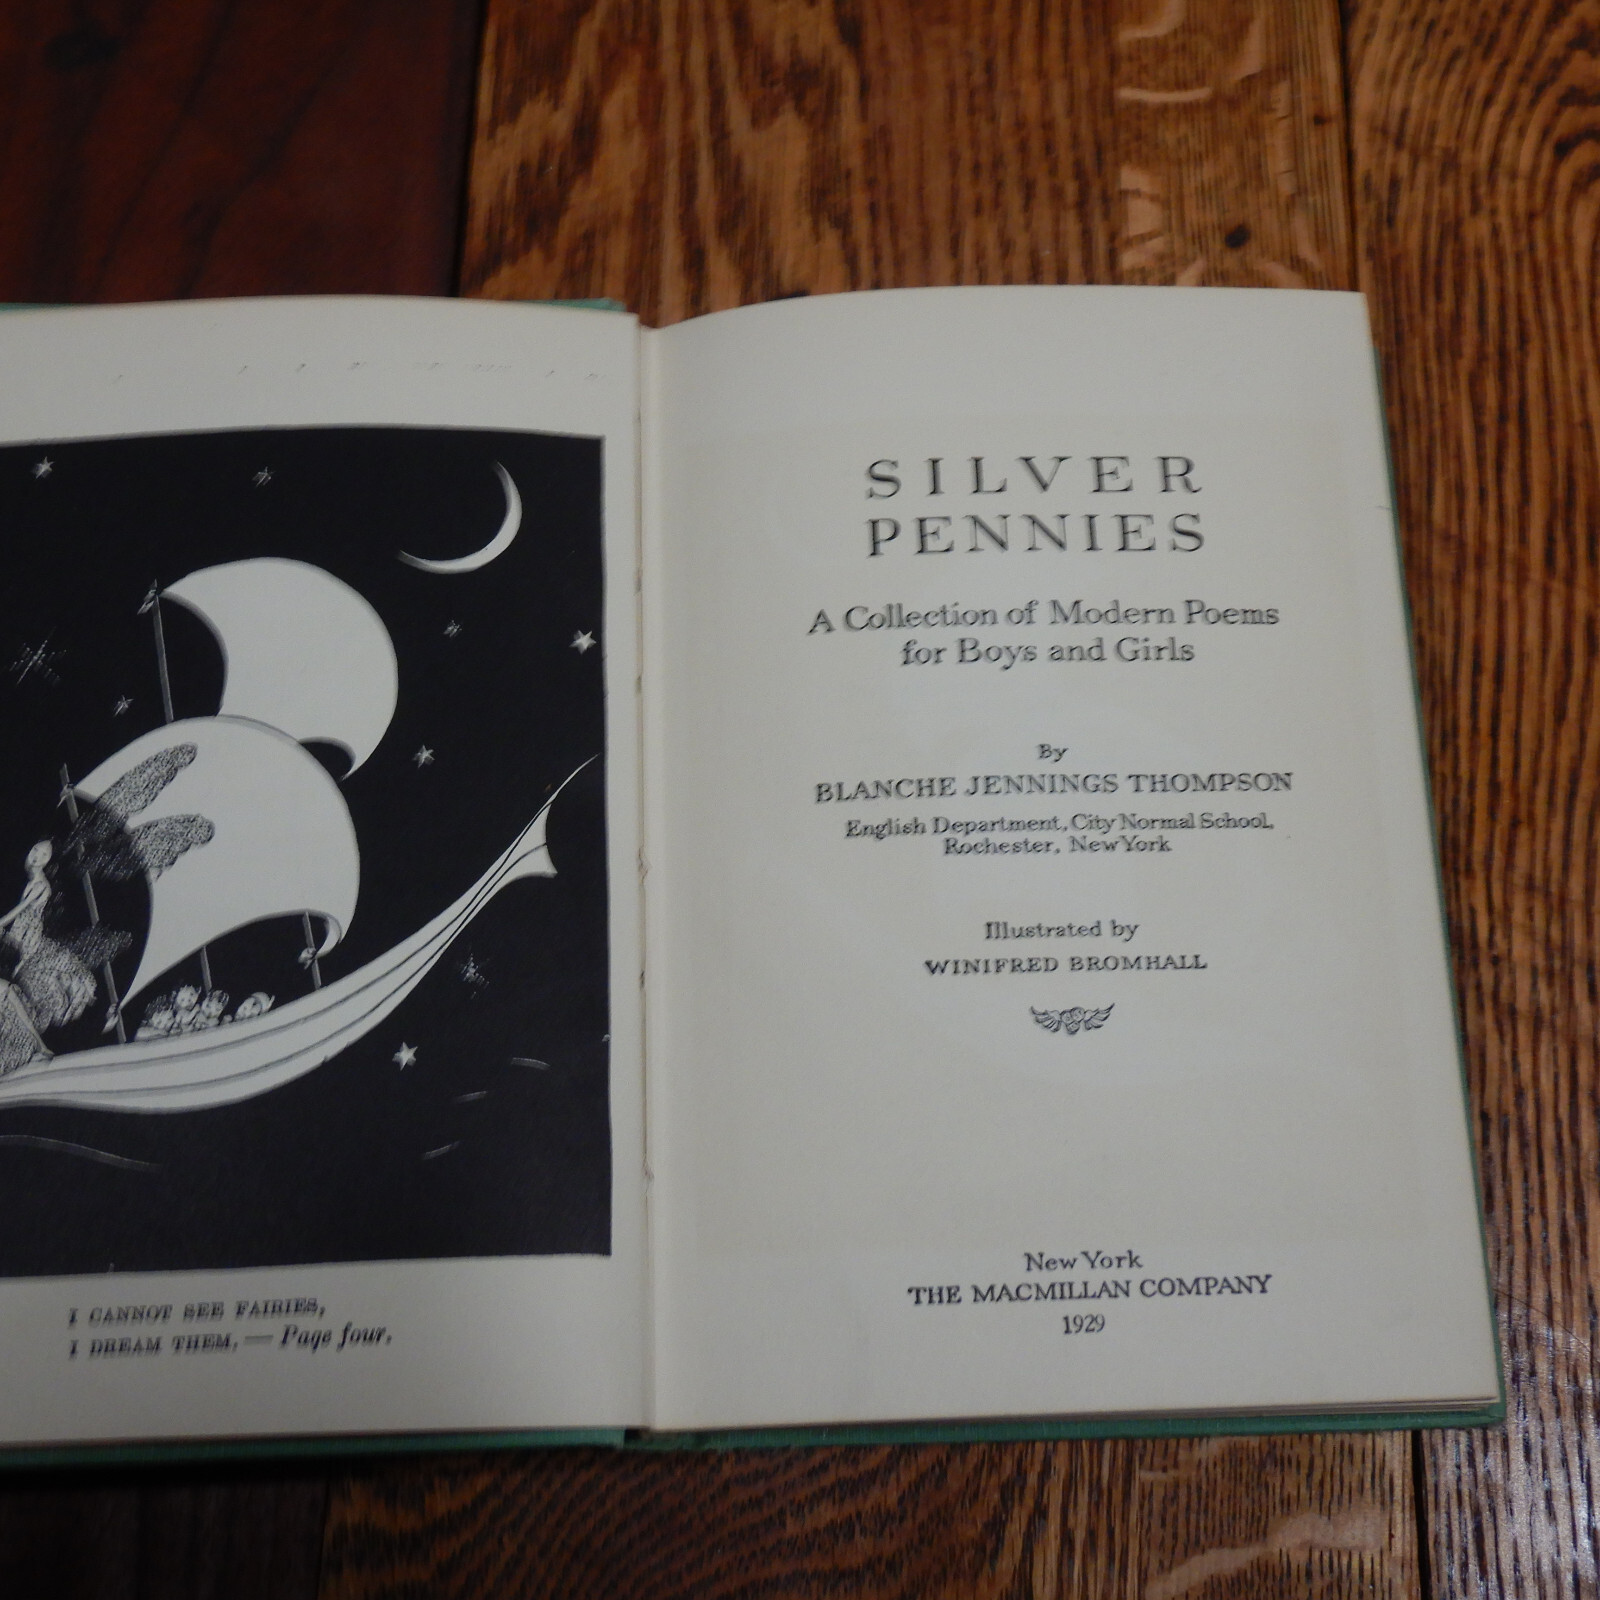 I CANNOT SEE FAIRIES,
I DREAM THEM.—Page four.
SILVER
PENNIES
A Collection of Modern Poems
for Boys and Girls
By
BLANCHE JENNINGS THOMPSON
English Department, City Normal School,
Rochester, New York
Illustrated by
WINIFRED BROMHALL
New York
THE MACMILLAN COMPANY
1929